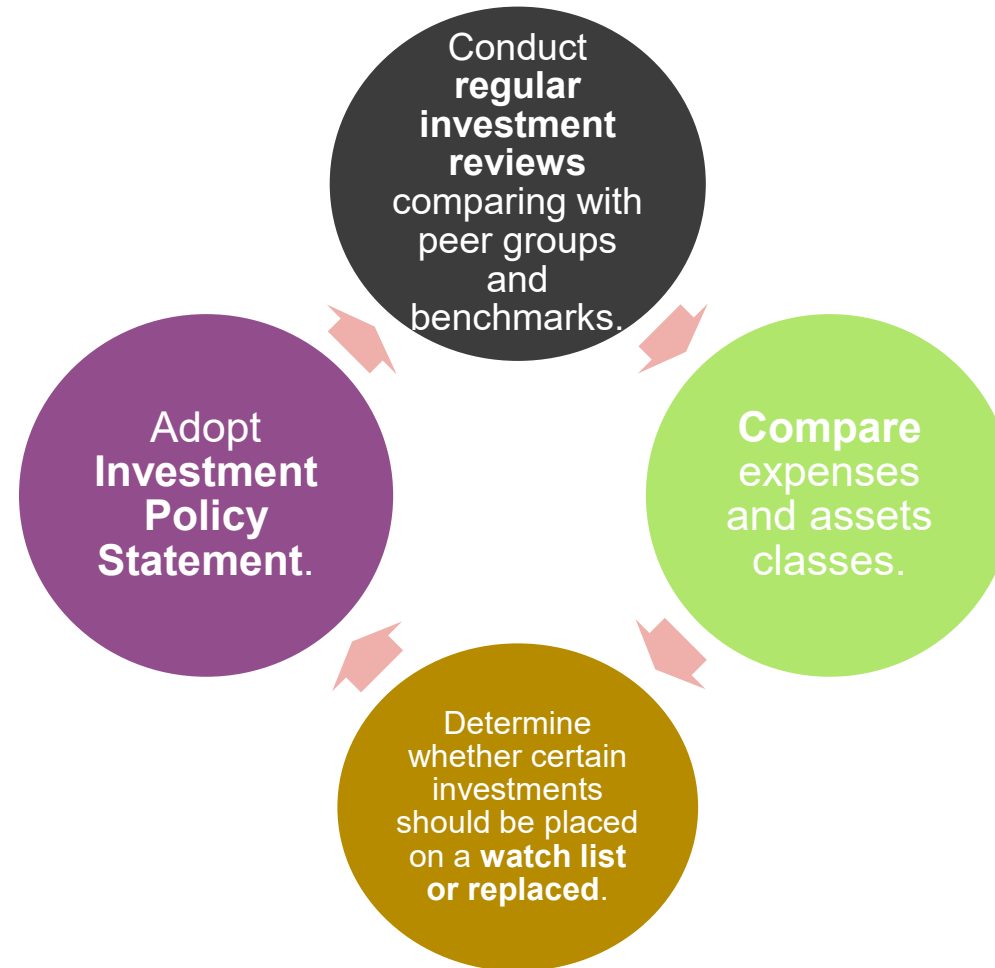 Conduct
regular
investment
reviews
comparing with
peer groups
and
benchmarks.
Compare
expenses
and assets
classes.
Determine
whether certain
investments
should be placed
on a watch list
or replaced.
Adopt
Investment
Policy
Statement.